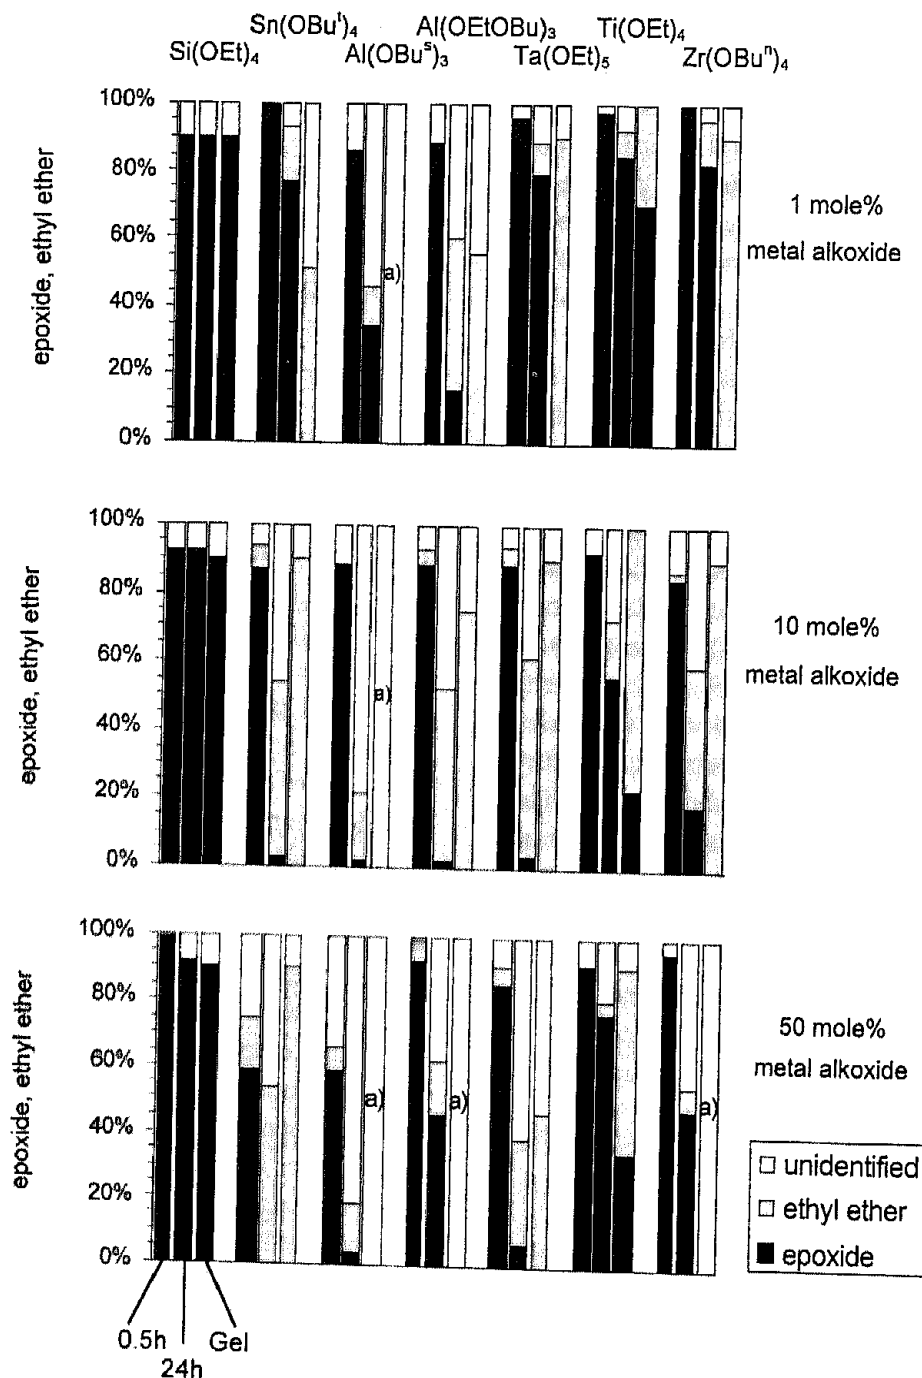 Sn(OBuᵗ)₄ Al(OEtOBu)₃ Ti(OEt)₄
Si(OEt)₄ Al(OBuˢ)₃ Ta(OEt)₅ Zr(OBuⁿ)₄
epoxide, ethyl ether
100%
80%
60%
40%
20%
0%
a)
1 mole%
metal alkoxide
epoxide, ethyl ether
100%
80%
60%
40%
20%
0%
a)
10 mole%
metal alkoxide
epoxide, ethyl ether
100%
80%
60%
40%
20%
0%
a)
a)
a)
50 mole%
metal alkoxide
unidentified
ethyl ether
epoxide
0.5h
24h
Gel